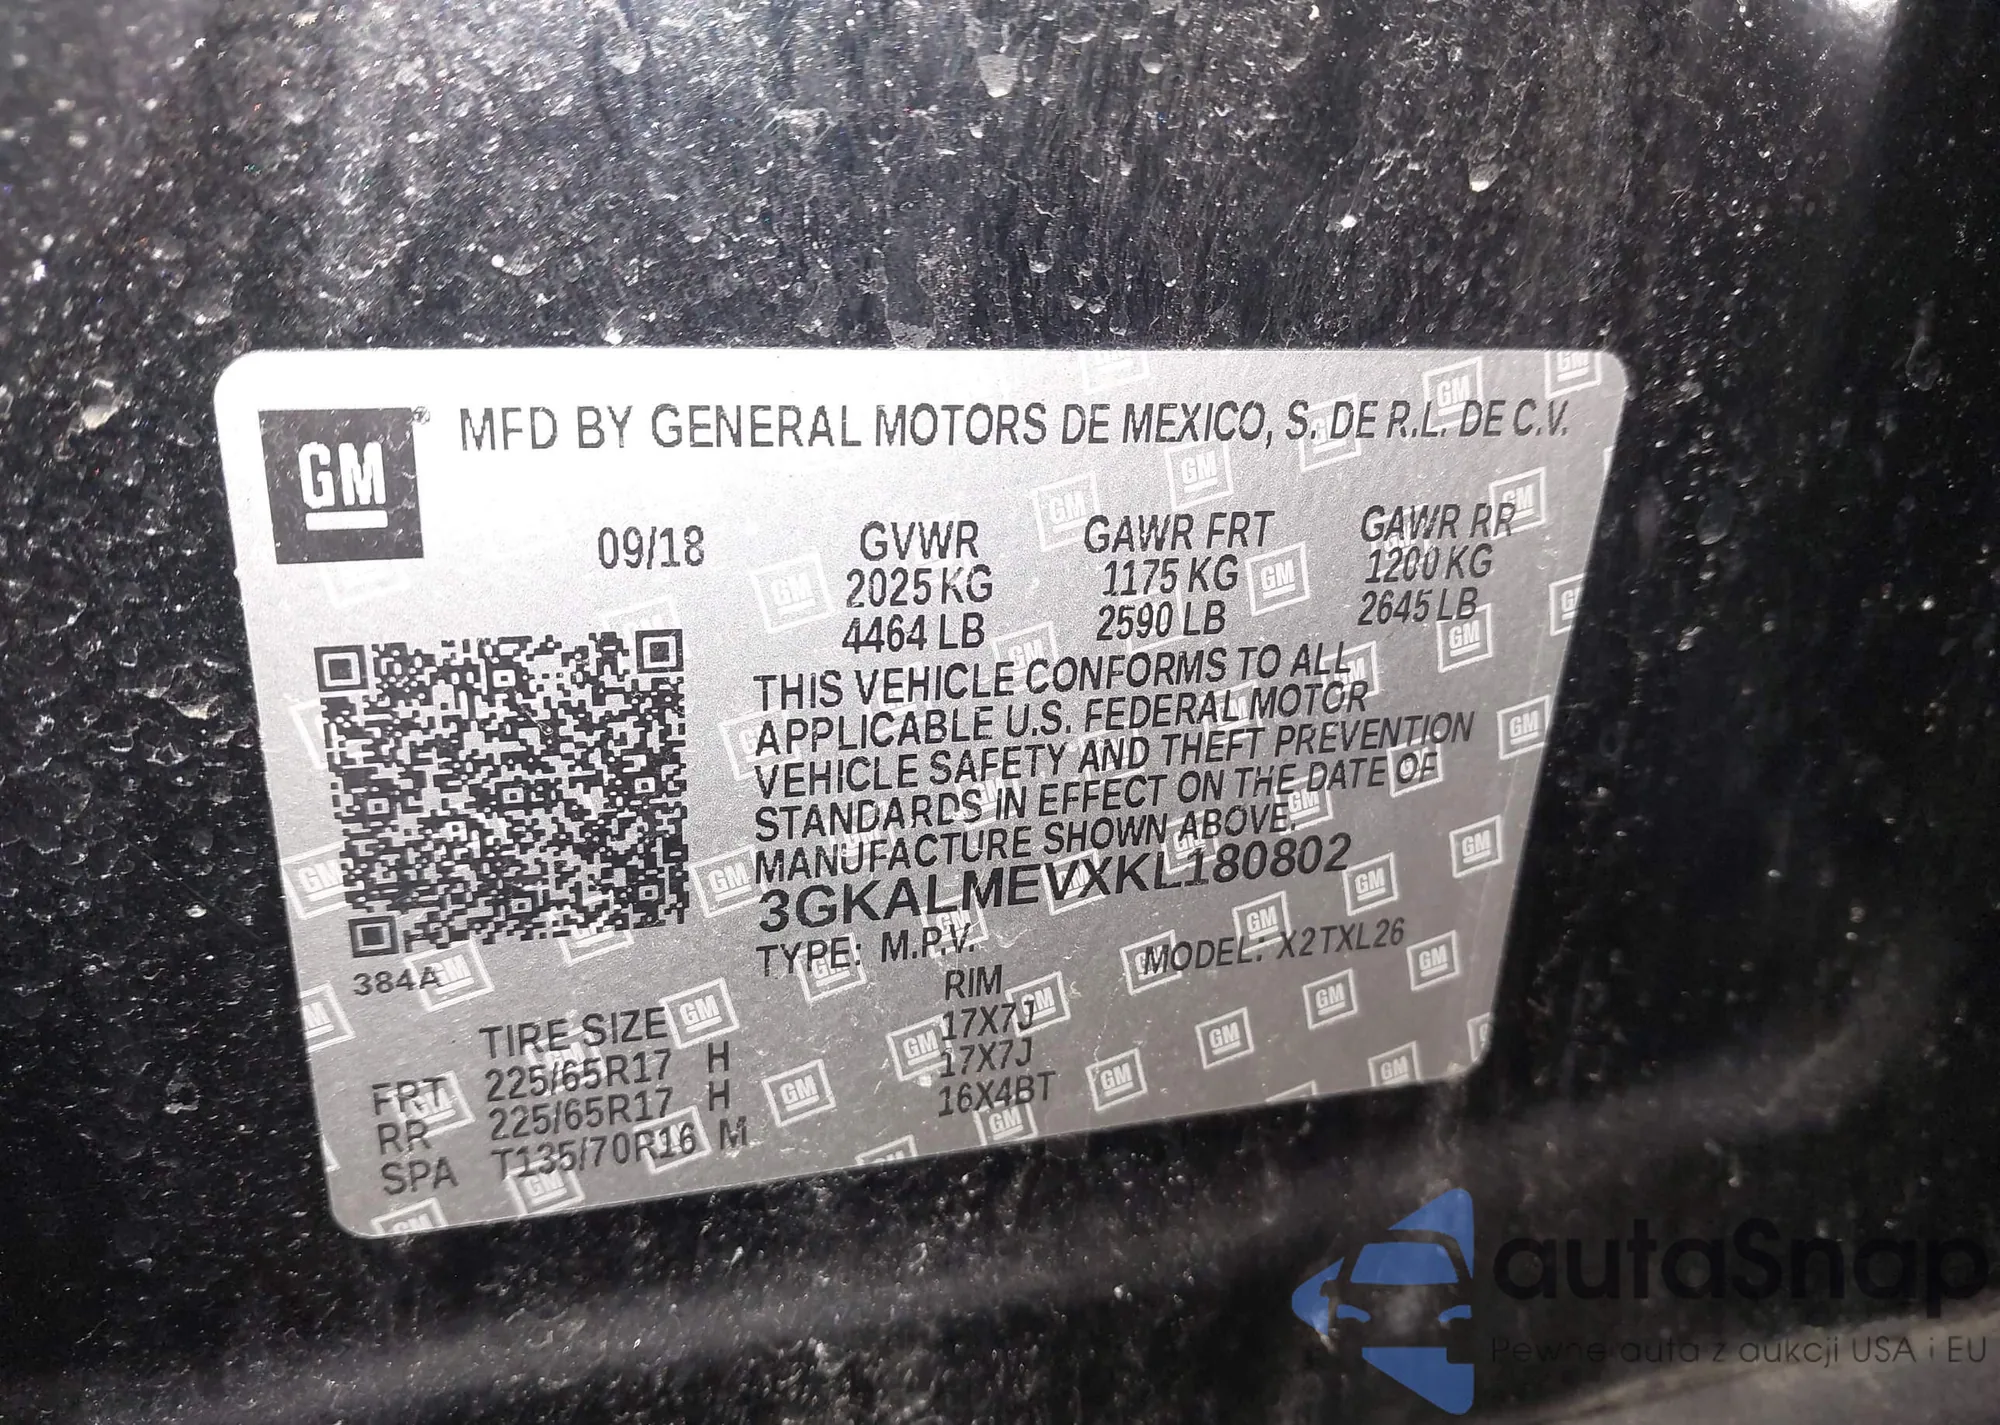 GM
MFD BY GENERAL MOTORS DE MEXICO, S. DE R.L. DE C.V.
09/18
GVWR GAWR FRT GAWR RR
2025 KG 1175 KG 1200 KG
4464 LB 2590 LB 2645 LB
THIS VEHICLE CONFORMS TO ALL
APPLICABLE U.S. FEDERAL MOTOR
VEHICLE SAFETY AND THEFT PREVENTION
STANDARDS IN EFFECT ON THE DATE OF
MANUFACTURE SHOWN ABOVE.
3GKALMEVXKL180802
TYPE: M.P.V. MODEL: X2TXL26
384A
TIRE SIZE RIM
FRT 225/65R17 H 17X7J
RR 225/65R17 H 17X7J
SPA T135/70R16 M 16X4BT
autaSnap
Pewne auta z aukcji USA i EU